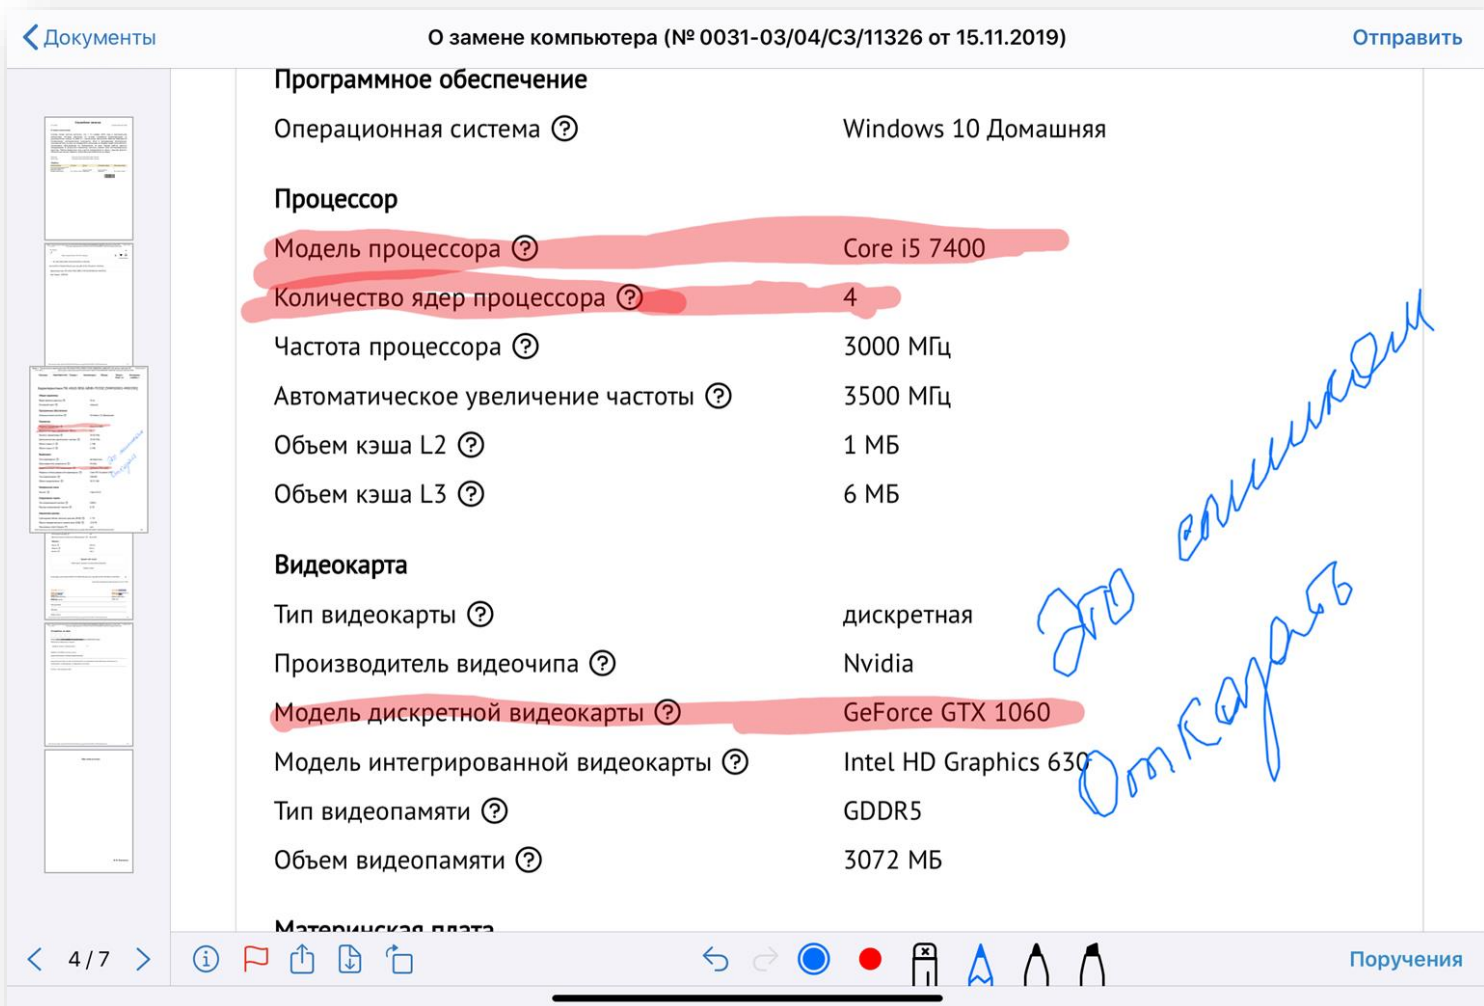 Документы
О замене компьютера (№ 0031-03/04/СЗ/11326 от 15.11.2019)
Отправить
Программное обеспечение
Операционная система ? Windows 10 Домашняя
Процессор
Модель процессора ? Core i5 7400
Количество ядер процессора ? 4
Частота процессора ? 3000 МГц
Автоматическое увеличение частоты ? 3500 МГц
Объем кэша L2 ? 1 МБ
Объем кэша L3 ? 6 МБ
Видеокарта
Тип видеокарты ? дискретная
Производитель видеочипа ? Nvidia
Модель дискретной видеокарты ? GeForce GTX 1060
Модель интегрированной видеокарты ? Intel HD Graphics 630
Тип видеопамяти ? GDDR5
Объем видеопамяти ? 3072 МБ
Материнская плата
Это слишком
Отказать
4/7
Поручения